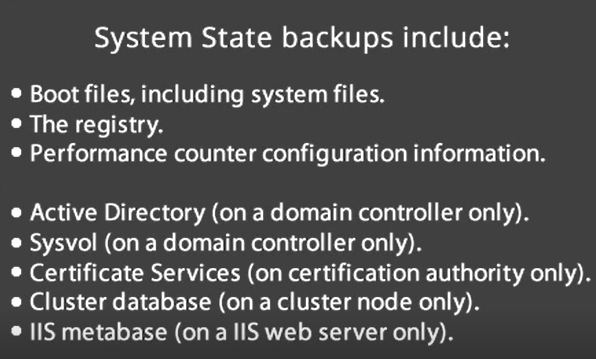 System State backups include:
• Boot files, including system files.
• The registry.
• Performance counter configuration information.
• Active Directory (on a domain controller only).
• Sysvol (on a domain controller only).
• Certificate Services (on certification authority only).
• Cluster database (on a cluster node only).
• IIS metabase (on a IIS web server only).